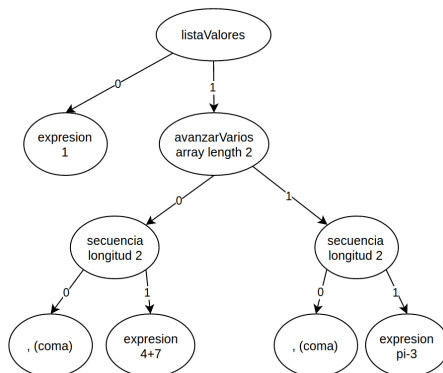 listaValores
0
1
expresion
1
avanzarVarios
array length 2
0
1
secuencia
longitud 2
secuencia
longitud 2
0
1
0
1
, (coma)
expresion
4+7
, (coma)
expresion
pi-3